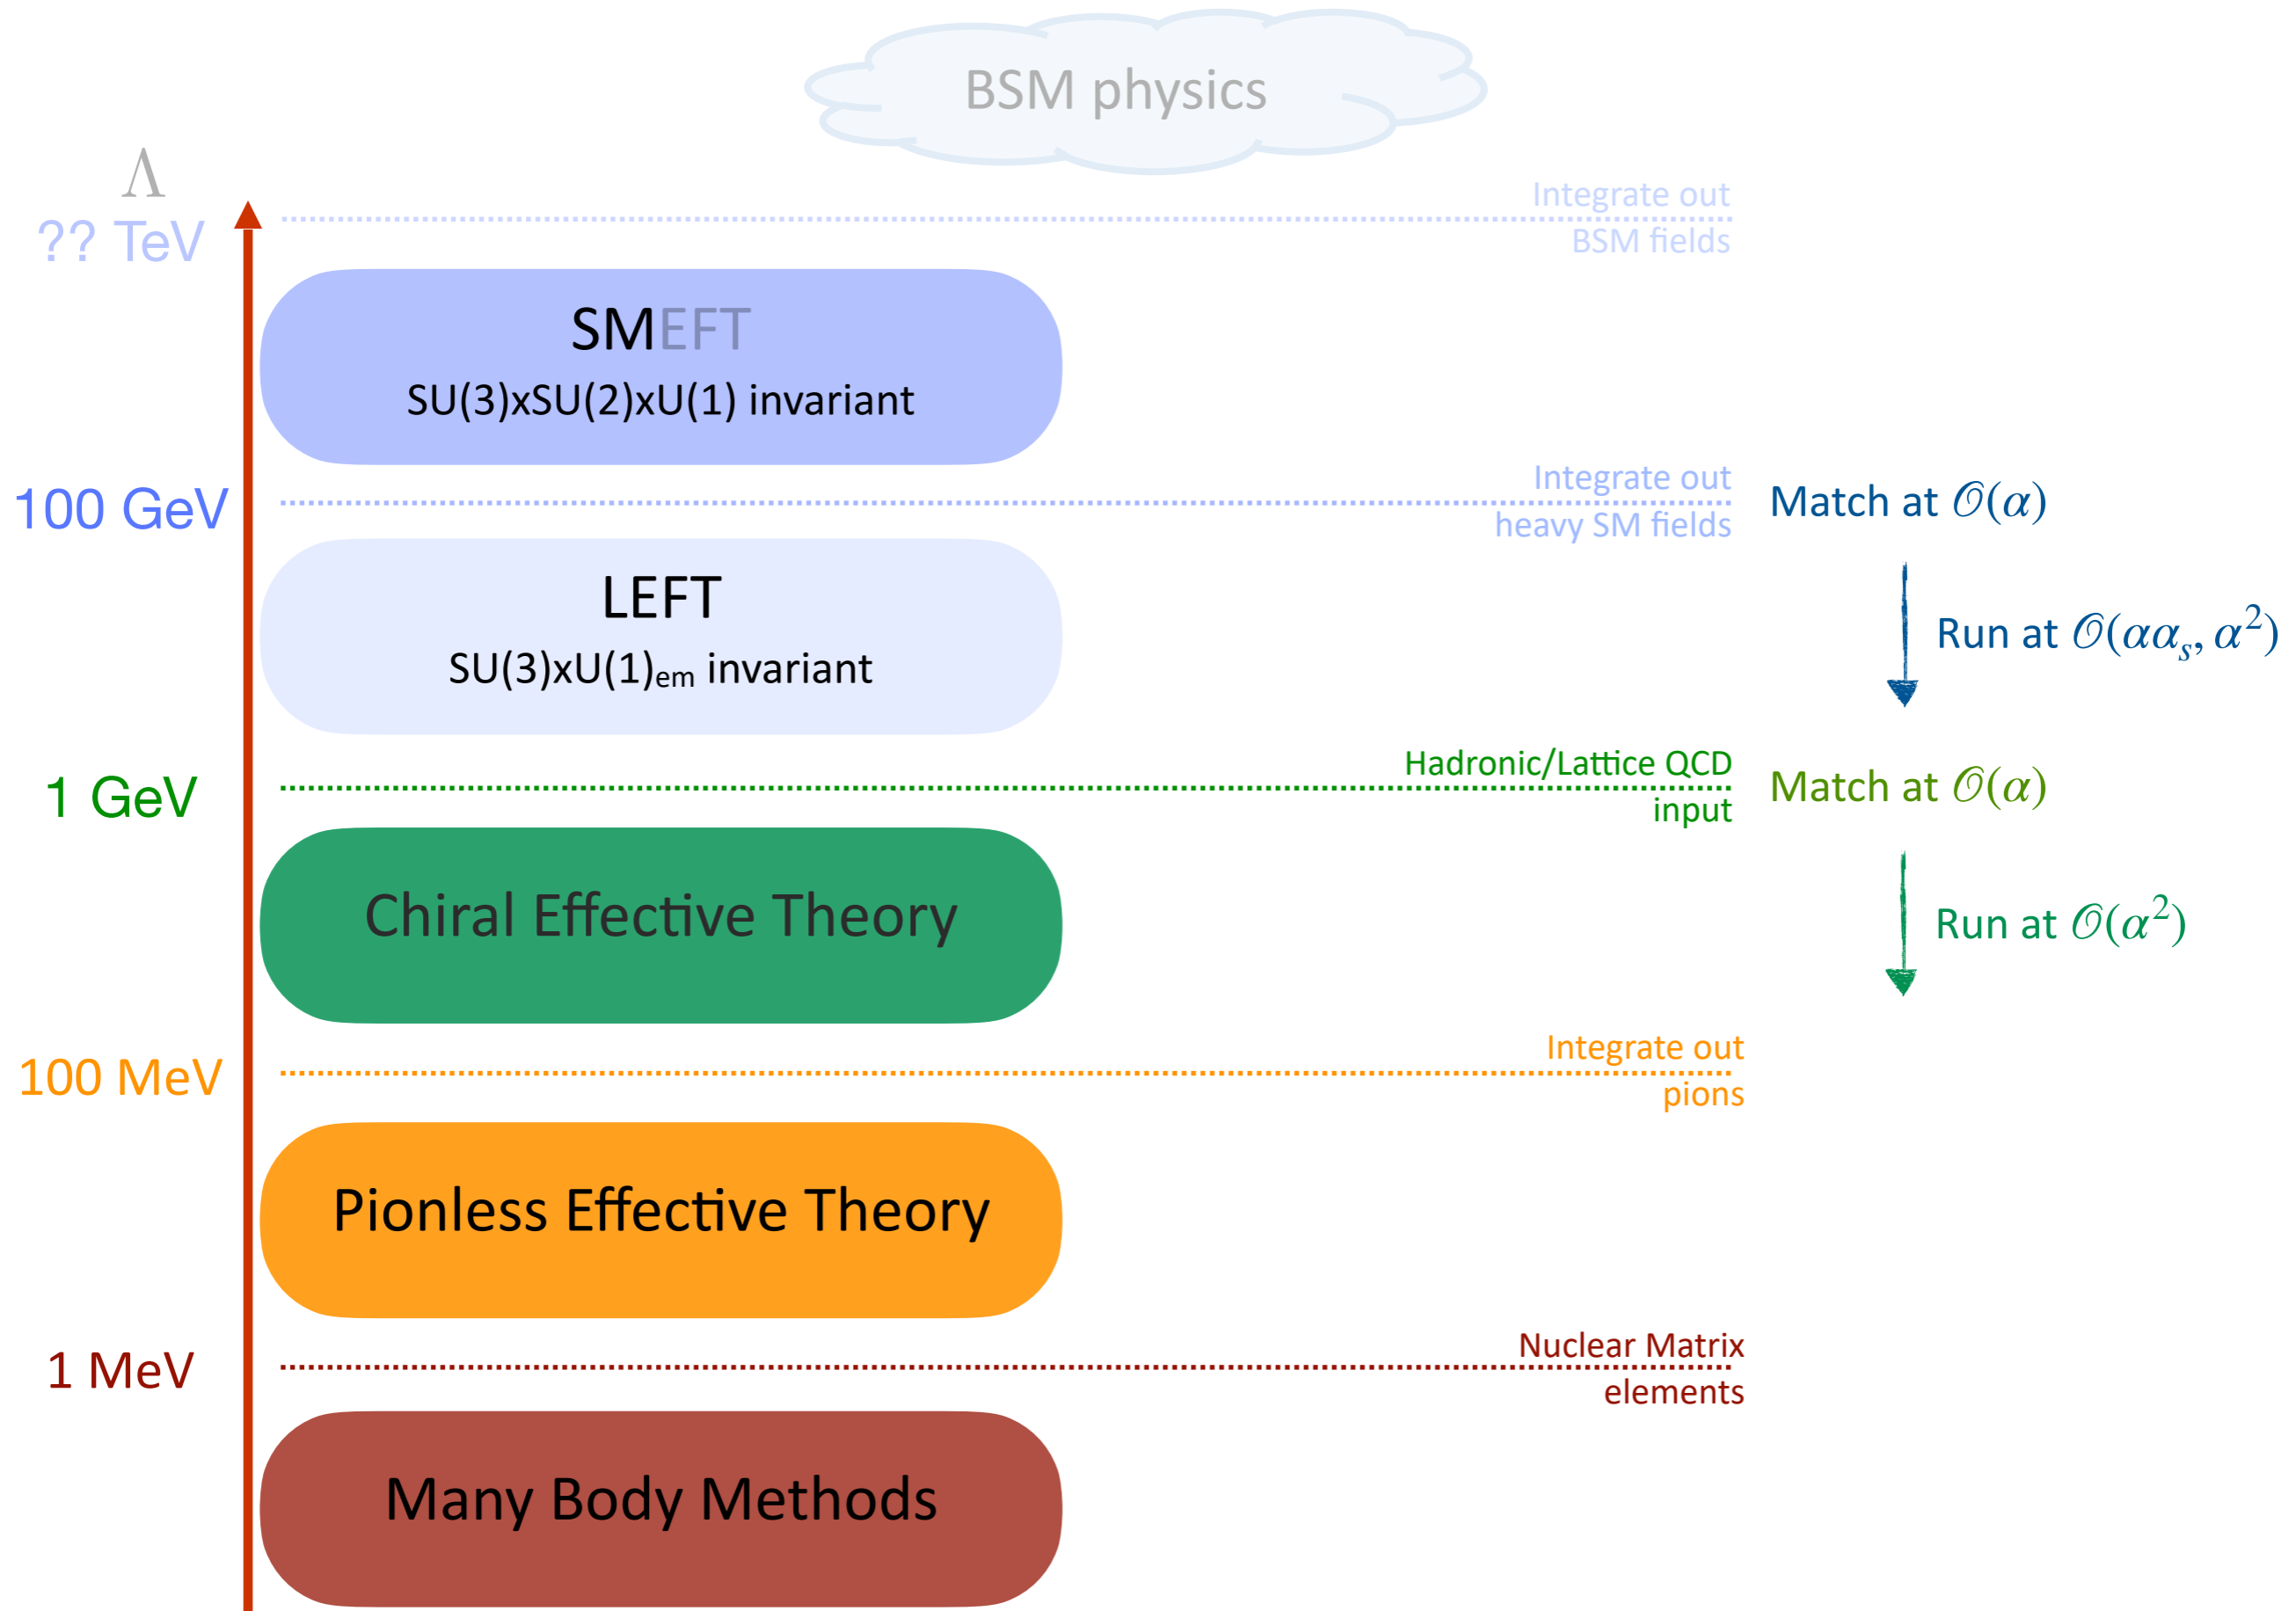 BSM physics
Λ
?? TeV
Integrate out
BSM fields
SMEFT
SU(3)xSU(2)xU(1) invariant
100 GeV
Integrate out
heavy SM fields
Match at 𝒪(α)
LEFT
SU(3)xU(1)em invariant
Run at 𝒪(αα_s, α²)
1 GeV
Hadronic/Lattice QCD
input
Match at 𝒪(α)
Chiral Effective Theory
Run at 𝒪(α²)
100 MeV
Integrate out
pions
Pionless Effective Theory
1 MeV
Nuclear Matrix
elements
Many Body Methods